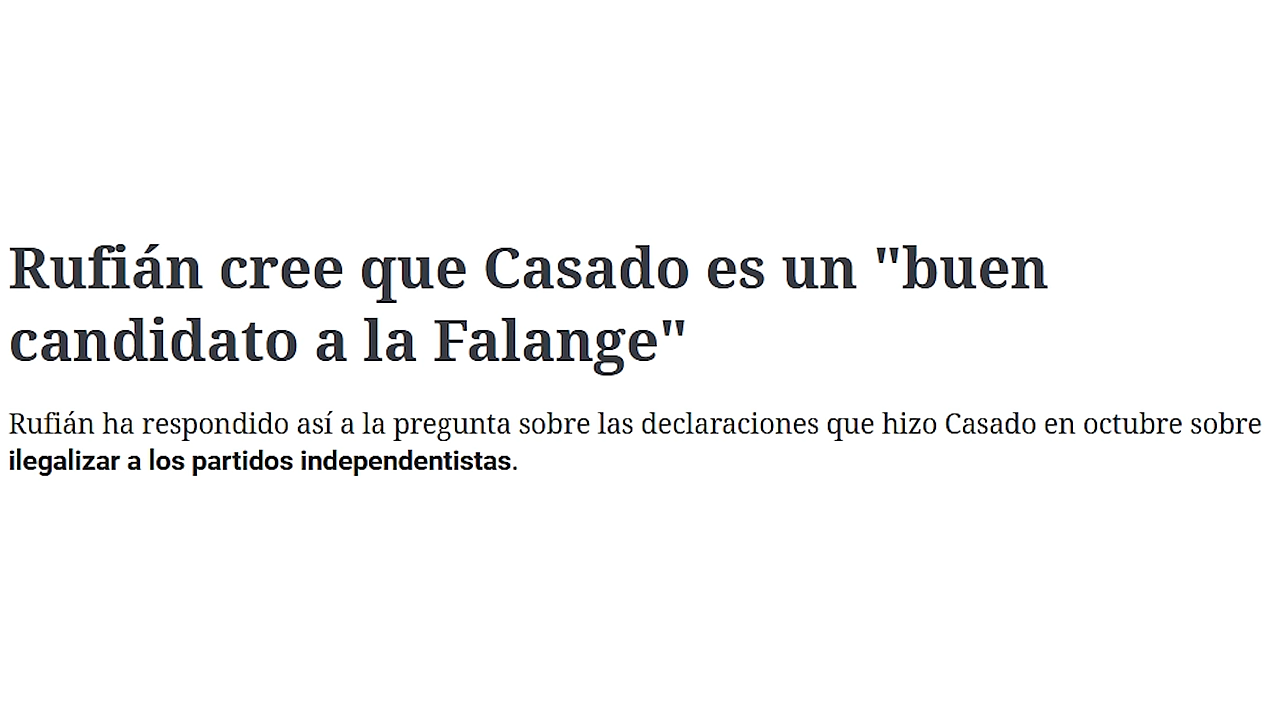 Rufián cree que Casado es un "buen
candidato a la Falange"
Rufián ha respondido así a la pregunta sobre las declaraciones que hizo Casado en octubre sobre
ilegalizar a los partidos independentistas.